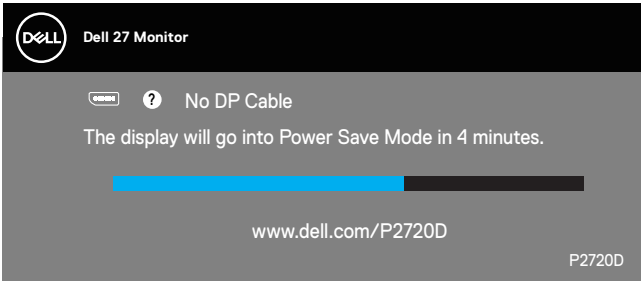 DELL
Dell 27 Monitor
? No DP Cable
The display will go into Power Save Mode in 4 minutes.
www.dell.com/P2720D
P2720D